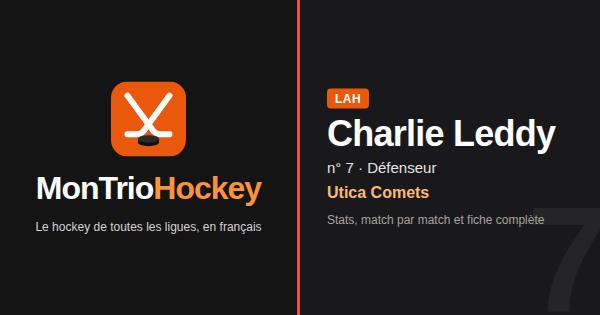 MonTrioHockey
Le hockey de toutes les ligues, en français
LAH
Charlie Leddy
n° 7 · Défenseur
Utica Comets
Stats, match par match et fiche complète
7